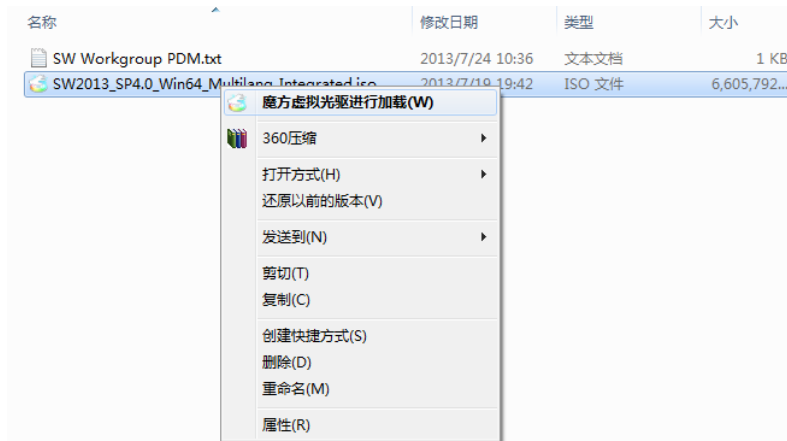 名称 修改日期 类型 大小
SW Workgroup PDM.txt 2013/7/24 10:36 文本文档 1 KB
SW2013_SP4.0_Win64_Multilang_Integrated.iso 2013/7/19 19:42 ISO 文件 6,605,792...
魔方虚拟光驱进行加载(W)
360压缩
打开方式(H)
还原以前的版本(V)
发送到(N)
剪切(T)
复制(C)
创建快捷方式(S)
删除(D)
重命名(M)
属性(R)